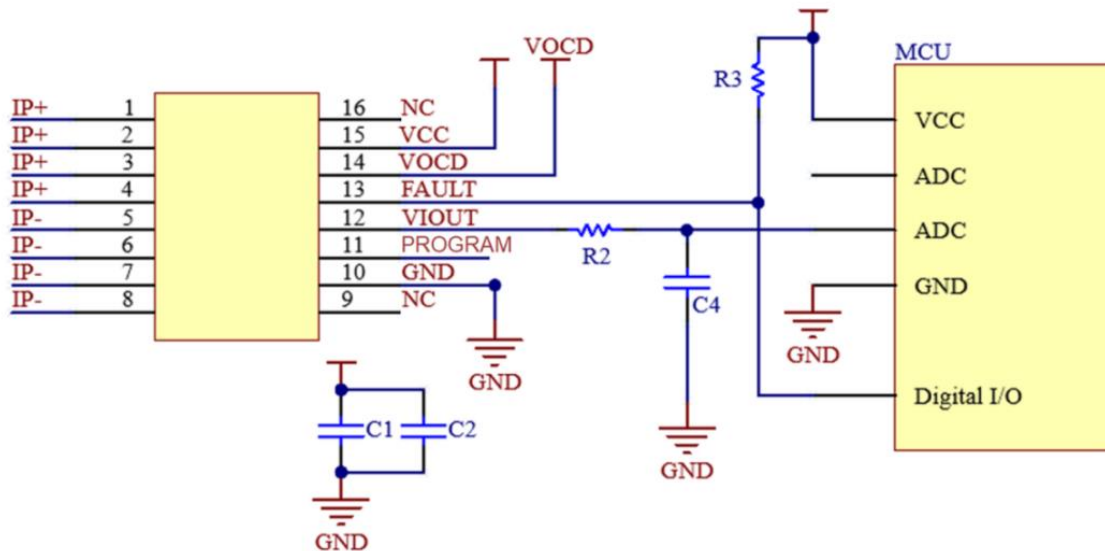 VOCD
MCU
R3
IP+ 1 16 NC
IP+ 2 15 VCC
IP+ 3 14 VOCD
IP+ 4 13 FAULT
IP- 5 12 VIOUT
IP- 6 11 PROGRAM
IP- 7 10 GND
IP- 8 9 NC
R2
C4
GND
GND
C1 C2
GND
VCC
ADC
ADC
GND
GND
Digital I/O